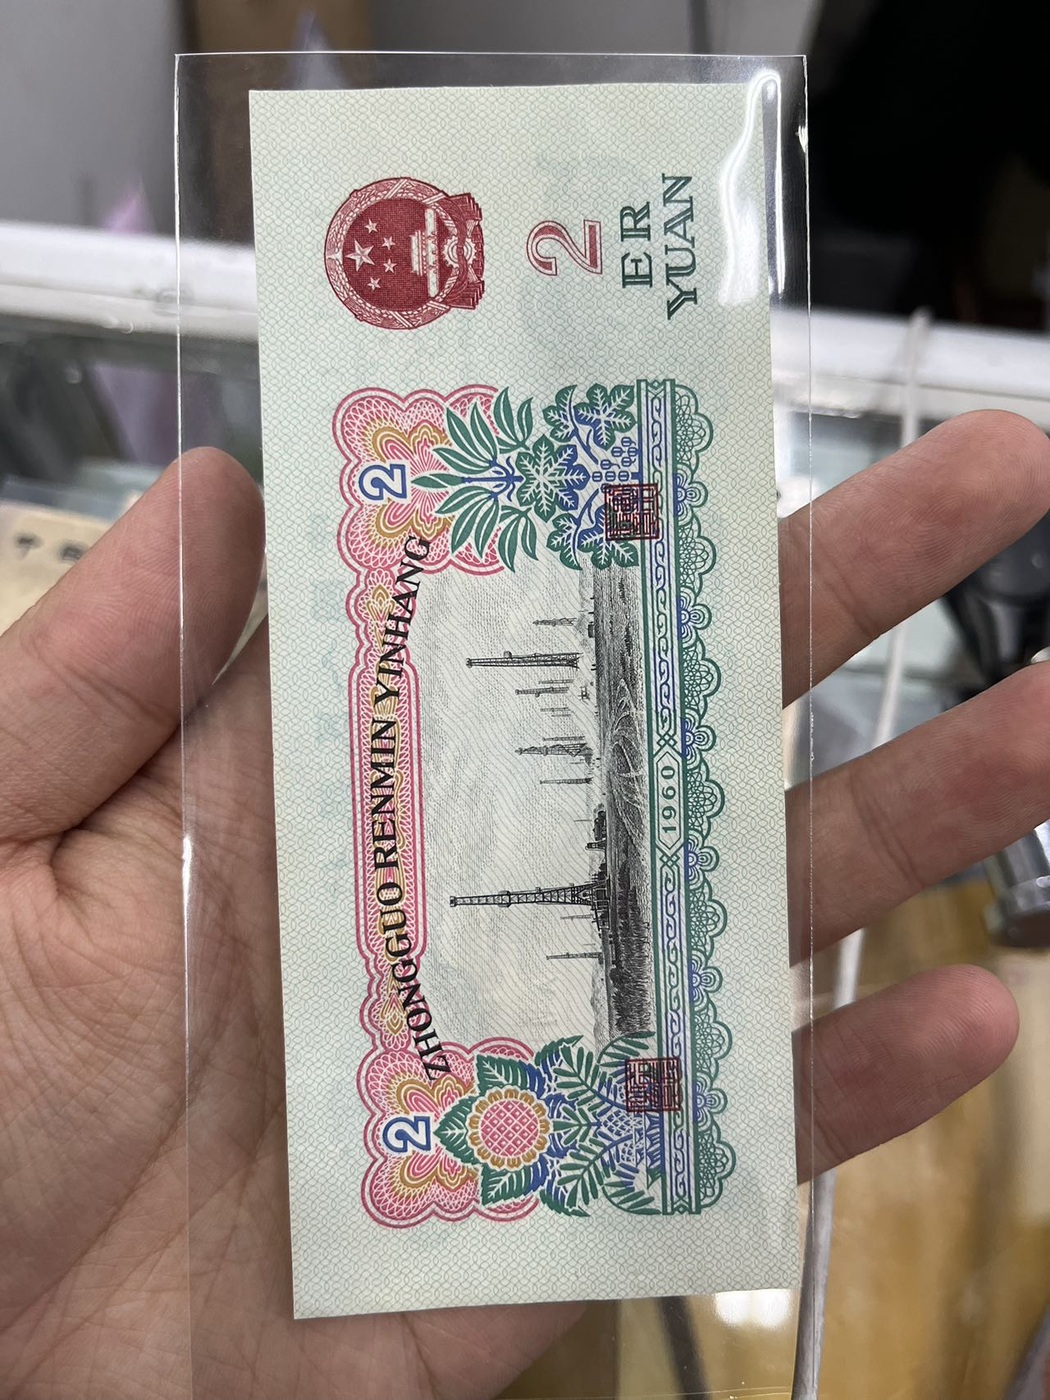 ZHONGGUO RENMIN YINHANG
2
2
1960
2
ER
YUAN